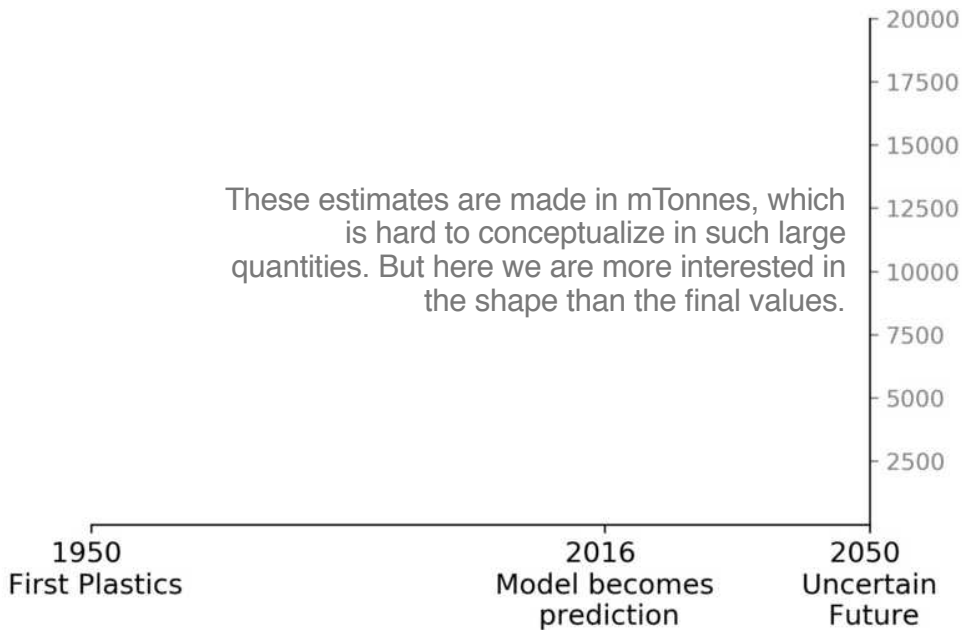 20000
17500
15000
These estimates are made in mTonnes, which
12500
is hard to conceptualize in such large
quantities. But here we are more interested in
10000
the shape than the final values.
7500
5000
2500
1950
2016
2050
First Plastics
Model becomes
Uncertain
prediction
Future